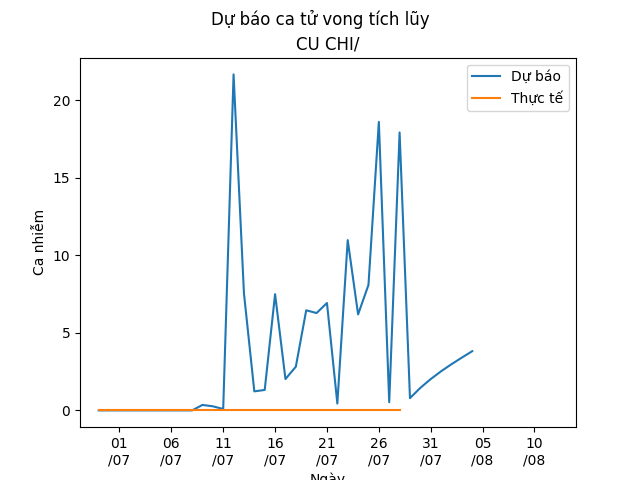 Dự báo ca tử vong tích lũy
CU CHI/
Dự báo
Thực tế
Ca nhiễm
20
15
10
5
0
01 06 11 16 21 26 31 05 10
/07 /07 /07 /07 /07 /07 /07 /08 /08
Ngày